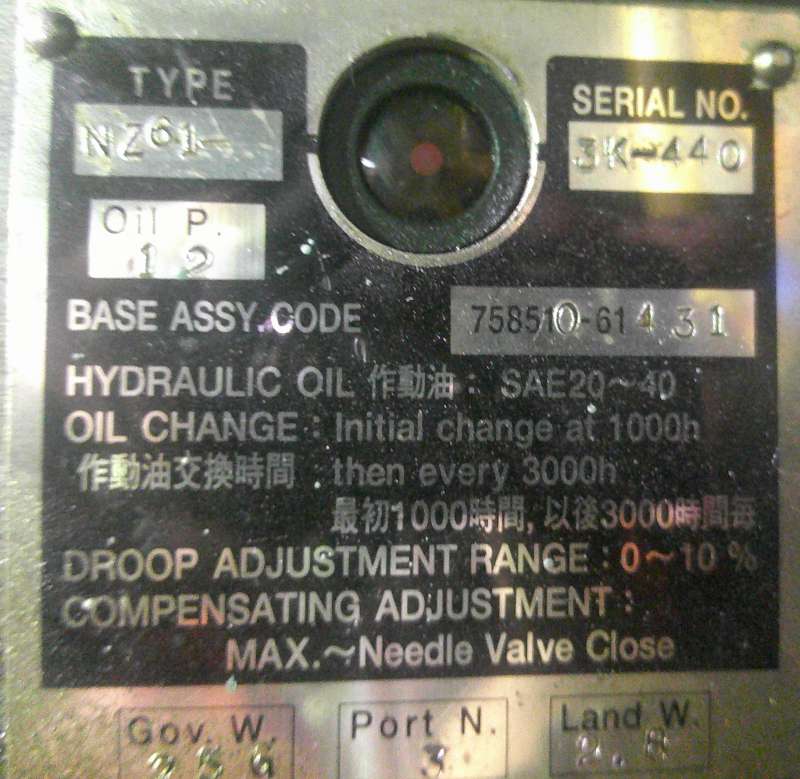 TYPE
NZ61-
SERIAL NO.
3K-440
Oil P.
12
BASE ASSY.CODE 758510-61431
HYDRAULIC OIL 作動油: SAE20~40
OIL CHANGE: Initial change at 1000h
作動油交換時間 then every 3000h
最初1000時間, 以後3000時間毎
DROOP ADJUSTMENT RANGE: 0~10 %
COMPENSATING ADJUSTMENT:
MAX.~Needle Valve Close
Gov. W. Port N. Land W.
3